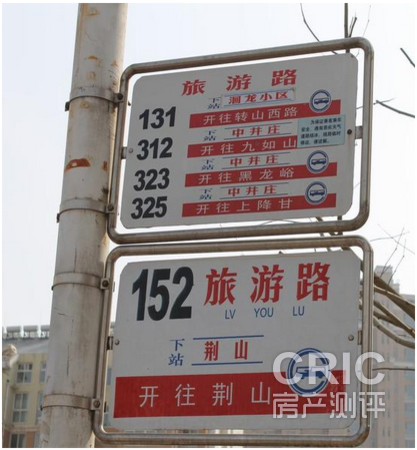 旅游路
131
下站 洄龙小区
开往转山西路
312
下站 中井庄
开往九如山
323
下站 中井庄
开往黑龙峪
325
下站 中井庄
开往上降甘
152 旅游路
LV YOU LU
下站 荆山
开往荆山
CRIC
房产测评